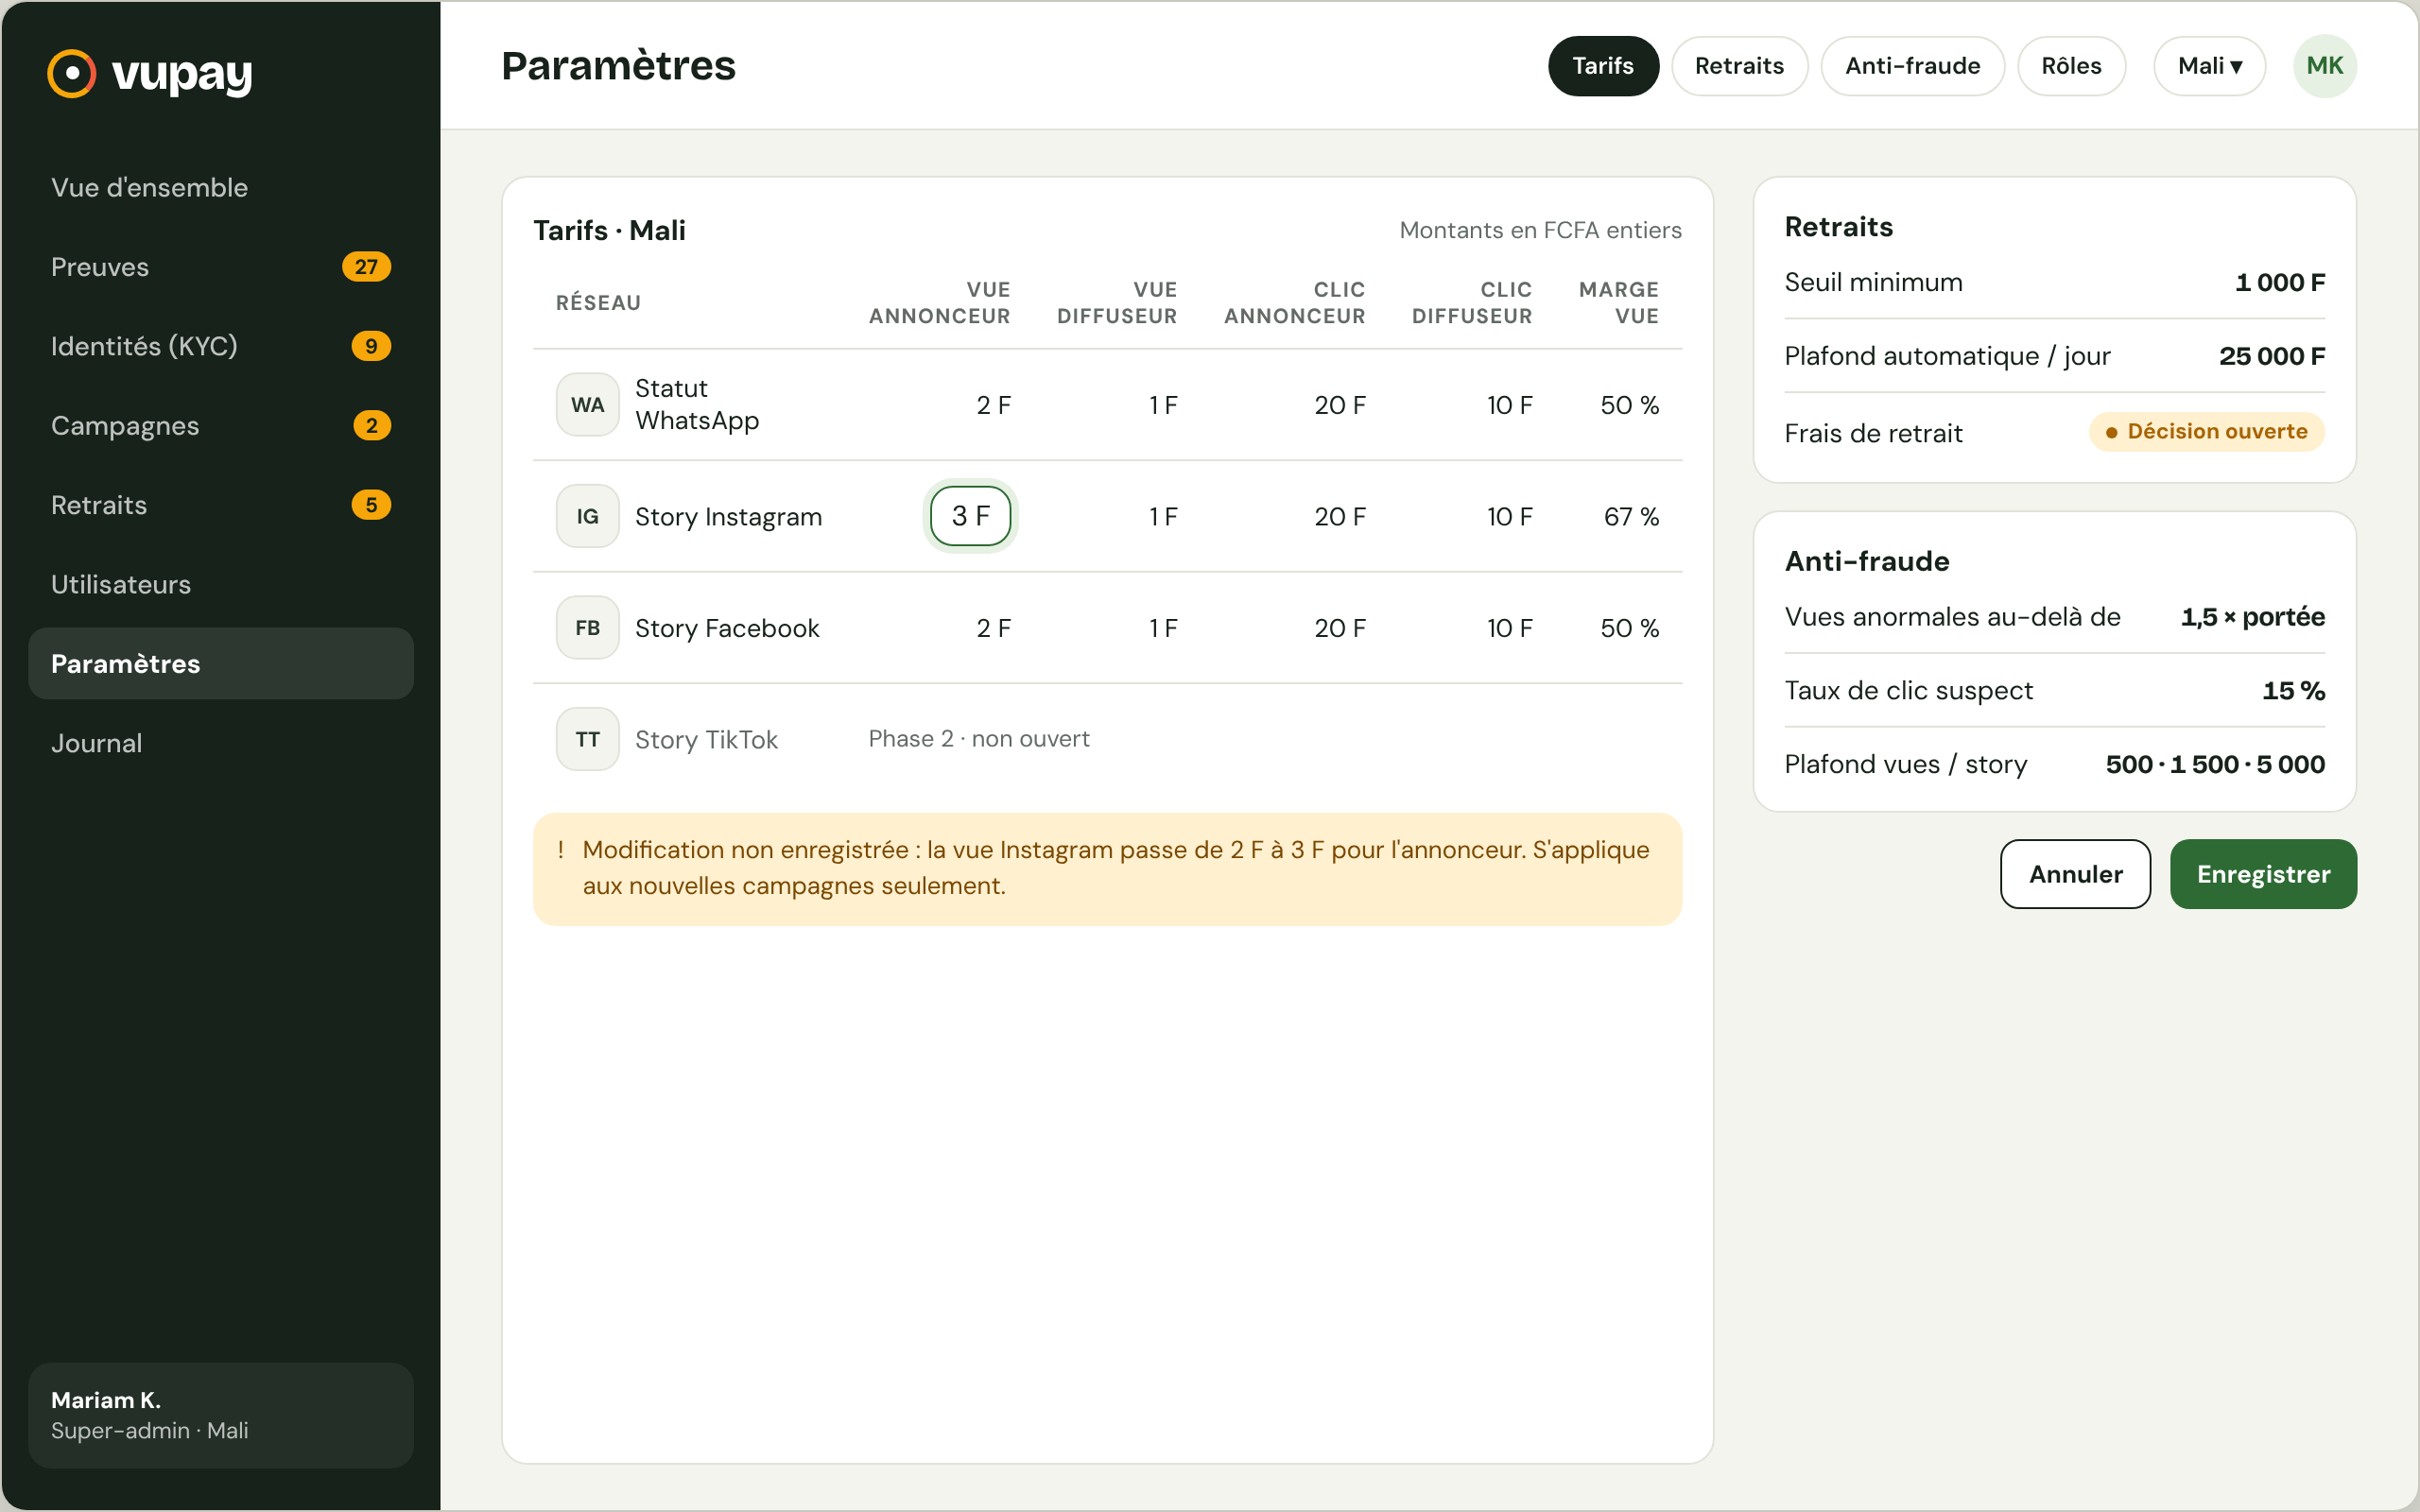 vupay
Vue d'ensemble
Preuves 27
Identités (KYC) 9
Campagnes 2
Retraits 5
Utilisateurs
Paramètres
Journal
Mariam K.
Super-admin · Mali
Paramètres
Tarifs Retraits Anti-fraude Rôles Mali ▾ MK
Tarifs · Mali Montants en FCFA entiers
RÉSEAU VUE ANNONCEUR VUE DIFFUSEUR CLIC ANNONCEUR CLIC DIFFUSEUR MARGE VUE
WA Statut WhatsApp 2 F 1 F 20 F 10 F 50 %
IG Story Instagram 3 F 1 F 20 F 10 F 67 %
FB Story Facebook 2 F 1 F 20 F 10 F 50 %
TT Story TikTok Phase 2 · non ouvert
! Modification non enregistrée : la vue Instagram passe de 2 F à 3 F pour l'annonceur. S'applique
aux nouvelles campagnes seulement.
Retraits
Seuil minimum 1 000 F
Plafond automatique / jour 25 000 F
Frais de retrait Décision ouverte
Anti-fraude
Vues anormales au-delà de 1,5 × portée
Taux de clic suspect 15 %
Plafond vues / story 500 · 1 500 · 5 000
Annuler Enregistrer